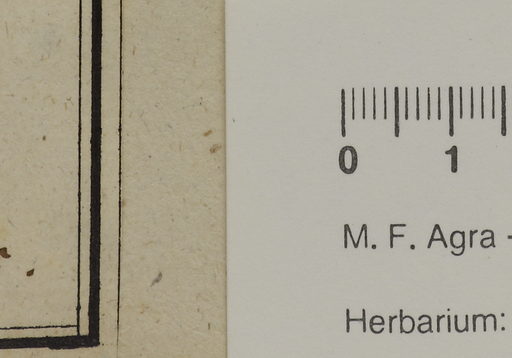 0 1
M. F. Agra -
Herbarium: